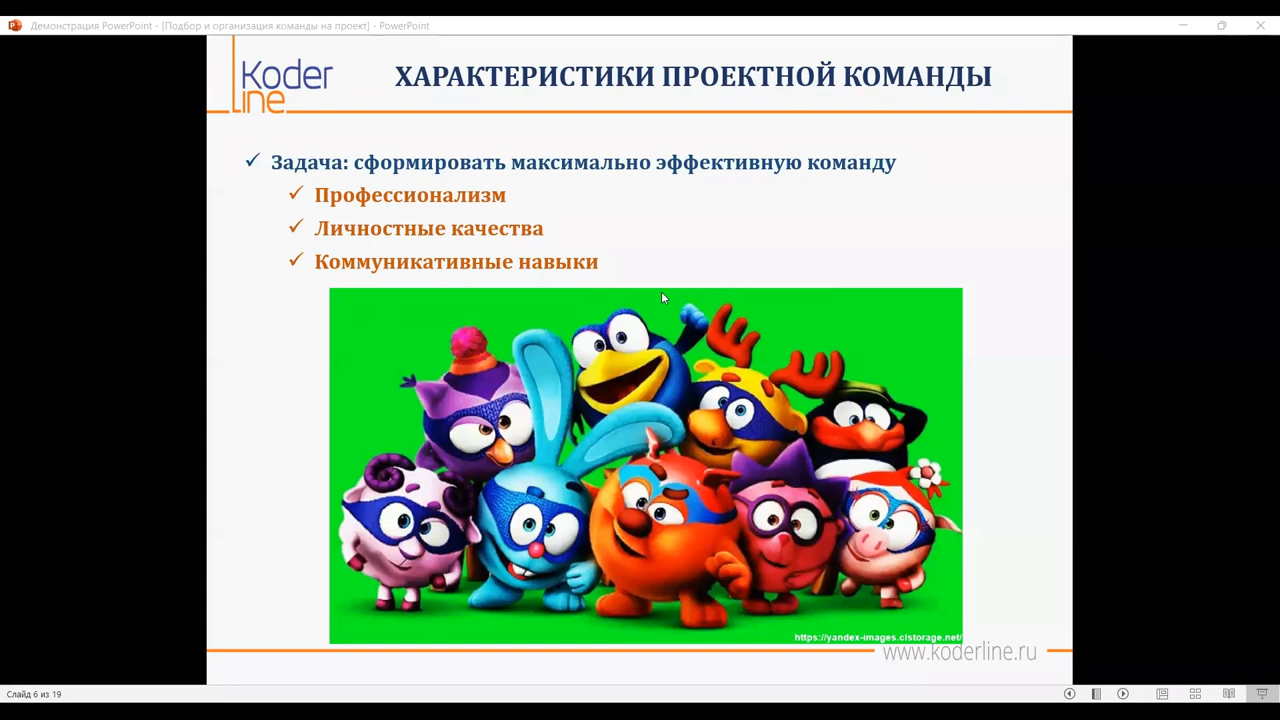 Демонстрация PowerPoint - [Подбор и организация команды на проект] - PowerPoint
Koder
line
ХАРАКТЕРИСТИКИ ПРОЕКТНОЙ КОМАНДЫ
Задача: сформировать максимально эффективную команду
Профессионализм
Личностные качества
Коммуникативные навыки
https://yandex-images.clstorage.net/
www.koderline.ru
Слайд 6 из 19